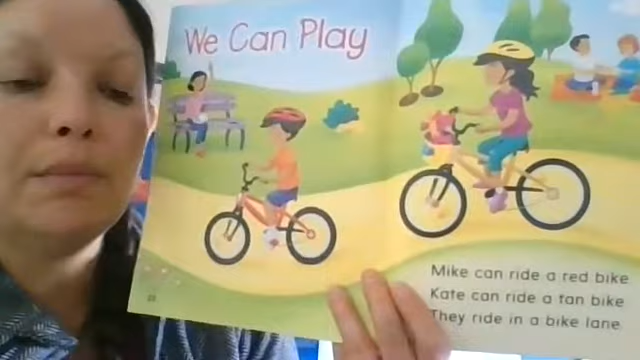 We Can Play
Mike can ride a red bike
Kate can ride a tan bike
They ride in a bike lane.